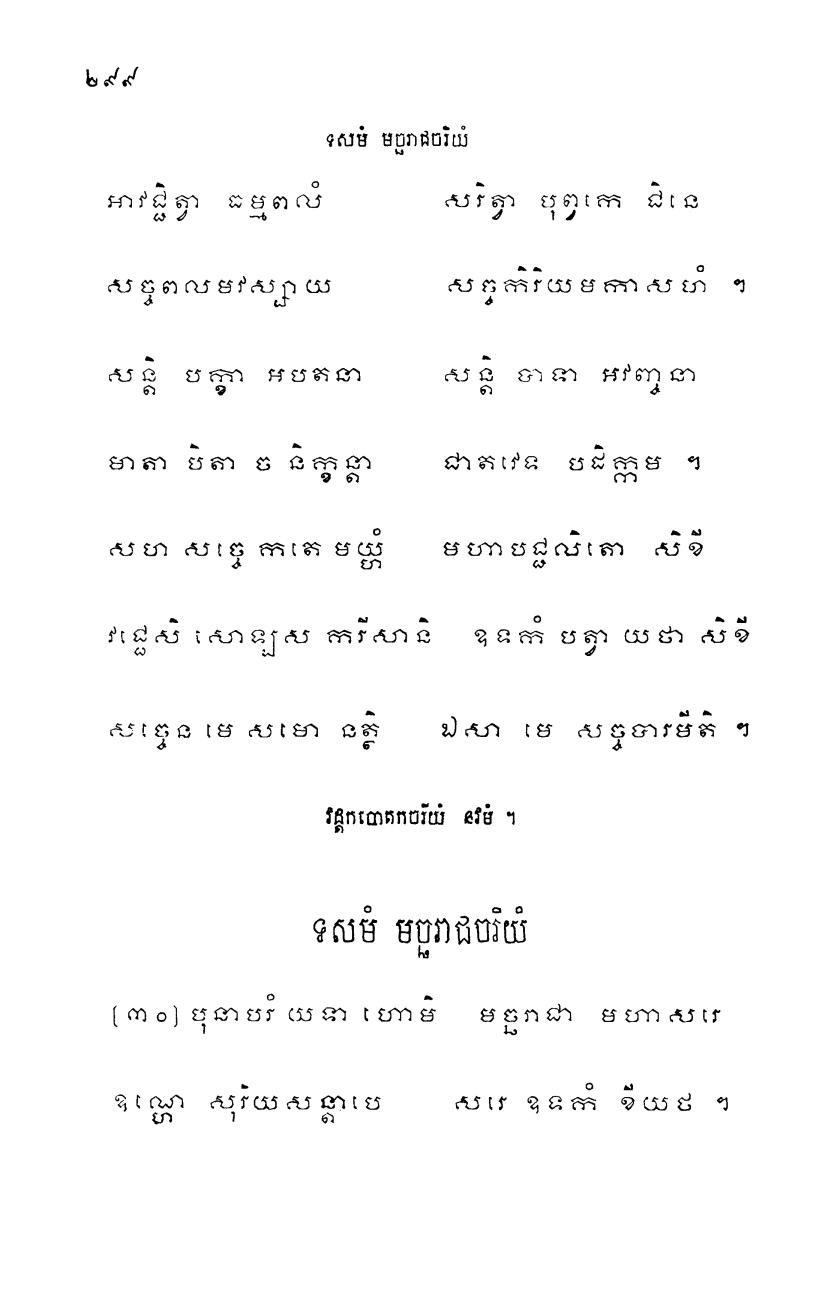 ២៩៩
ទសមំ មច្ឆរាជចរិយំ
អាវជ្ជិត្វា ធម្មពលំ សរិត្វា បុព្វកេ ជិនេ
សច្ចពលមវស្សាយ សច្ចកិរិយមកាសហំ ។
សន្តិ បក្ខា អបតនា សន្តិ បាទា អវញ្ចនា
មាតា បិតា ច និក្ខន្តា ជាតវេទ បដិក្កម ។
សហ សច្ចេ កតេ មយ្ហំ មហាបជ្ជលិតោ សិខី
វជ្ជេសិ សោឡស ករីសានិ ឧទកំ បត្វា យថា សិខី
សច្ចេន មេ សមោ នត្ថិ ឯសា មេ សច្ចបារមីតិ ។
វដ្ដកបោតកចរិយំ នវមំ ។
ទសមំ មច្ឆរាជចរិយំ
[៣០] បុនាបរំ យទា ហោមិ មច្ឆរាជា មហាសរេ
ឧណ្ហេ សុរិយសន្តាបេ សរេ ឧទកំ ខីយថ ។